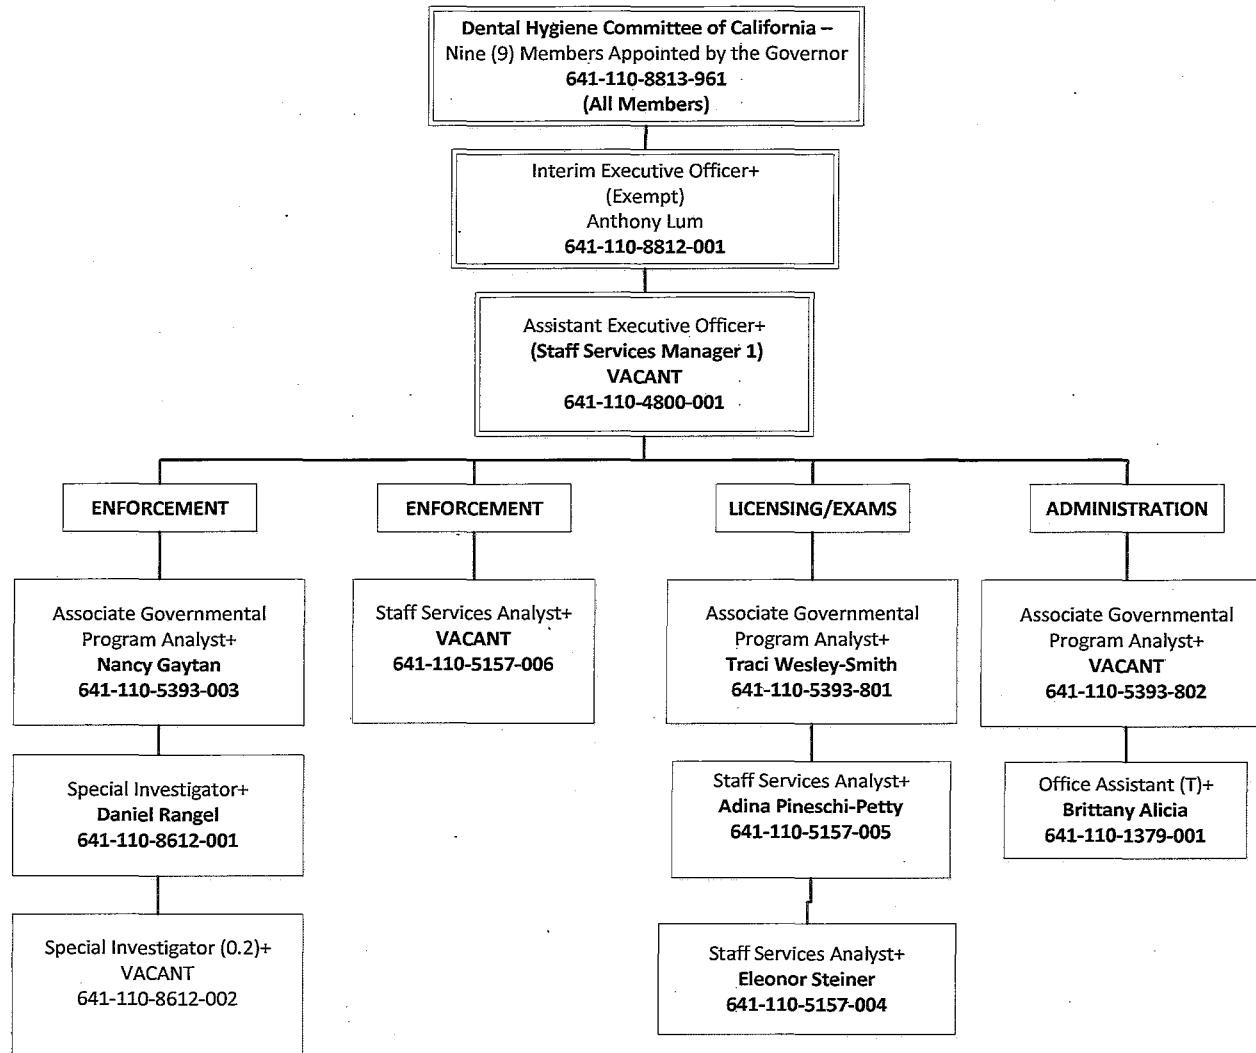 Dental Hygiene Committee of California –
Nine (9) Members Appointed by the Governor
641-110-8813-961
(All Members)
Interim Executive Officer+
(Exempt)
Anthony Lum
641-110-8812-001
Assistant Executive Officer+
(Staff Services Manager 1)
VACANT
641-110-4800-001
ENFORCEMENT
ENFORCEMENT
LICENSING/EXAMS
ADMINISTRATION
Associate Governmental
Program Analyst+
Nancy Gaytan
641-110-5393-003
Staff Services Analyst+
VACANT
641-110-5157-006
Associate Governmental
Program Analyst+
Traci Wesley-Smith
641-110-5393-801
Associate Governmental
Program Analyst+
VACANT
641-110-5393-802
Special Investigator+
Daniel Rangel
641-110-8612-001
Staff Services Analyst+
Adina Pineschi-Petty
641-110-5157-005
Office Assistant (T)+
Brittany Alicia
641-110-1379-001
Special Investigator (0.2)+
VACANT
641-110-8612-002
Staff Services Analyst+
Eleonor Steiner
641-110-5157-004